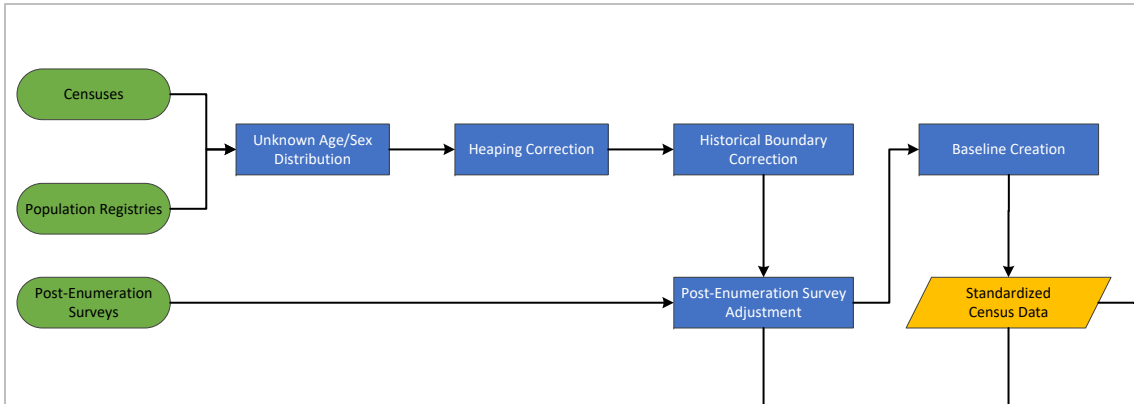 Censuses
Unknown Age/Sex
Distribution
Heaping Correction
Historical Boundary
Correction
Baseline Creation
Population Registries
Post-Enumeration
Surveys
Post-Enumeration Survey
Adjustment
Standardized
Census Data